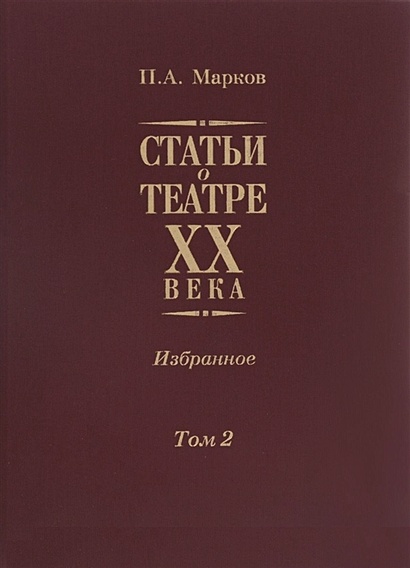 П.А. Марков
СТАТЬИ
о
ТЕАТРЕ
XX
ВЕКА
Избранное
Том 2